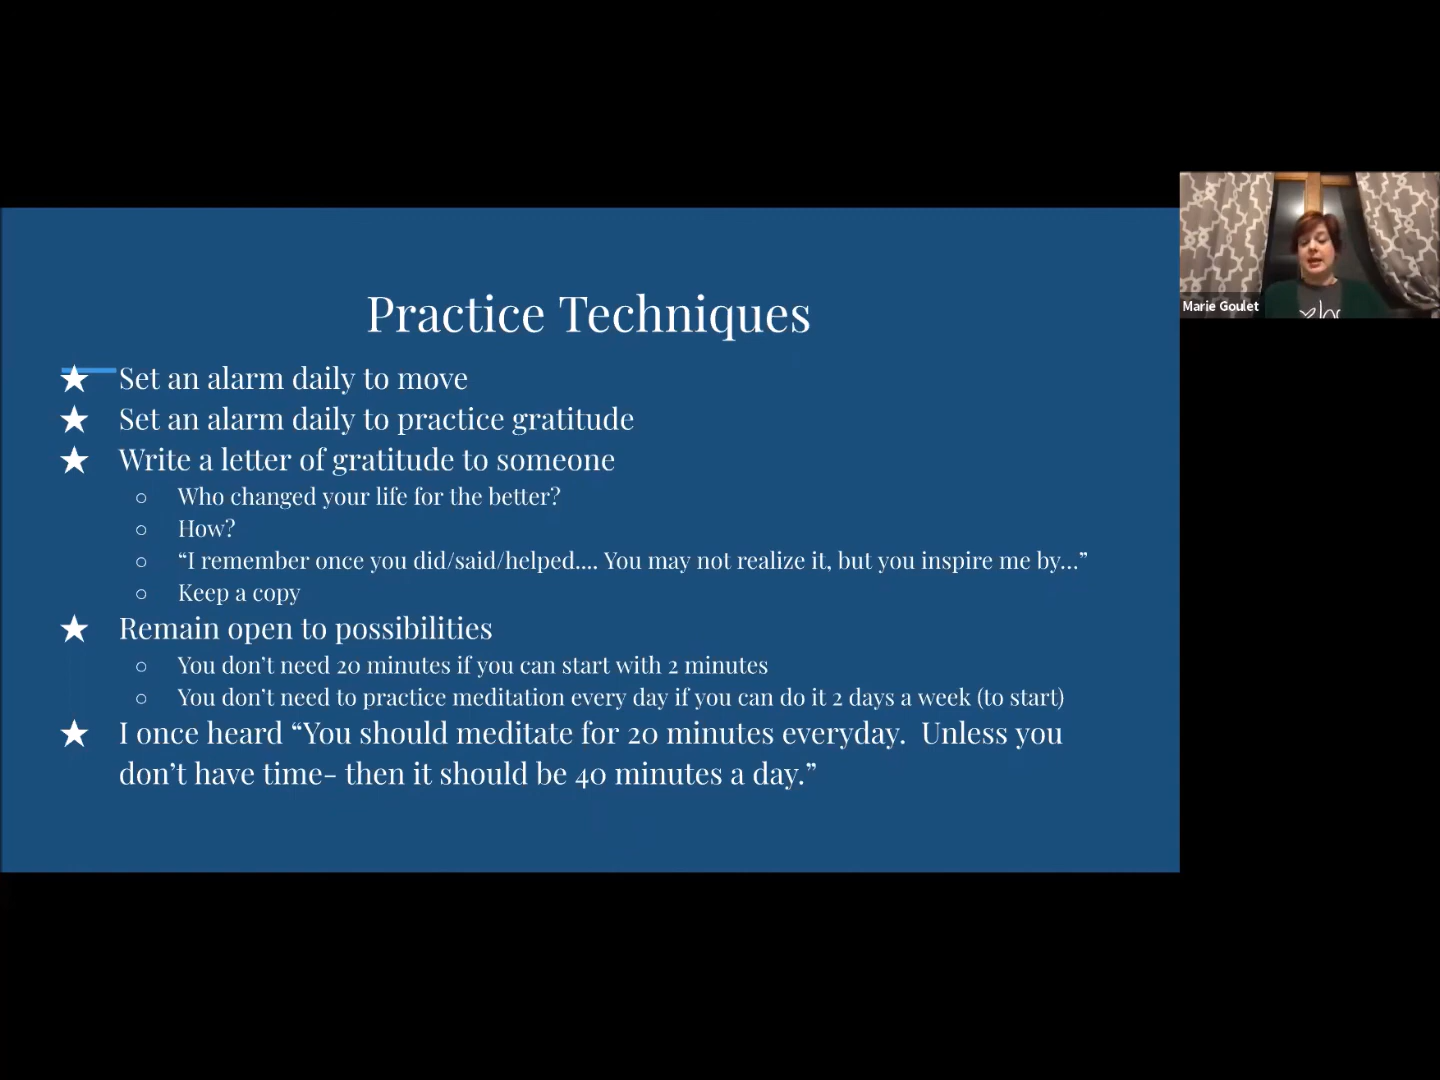 Practice Techniques
★ Set an alarm daily to move
★ Set an alarm daily to practice gratitude
★ Write a letter of gratitude to someone
○ Who changed your life for the better?
○ How?
○ “I remember once you did/said/helped.... You may not realize it, but you inspire me by...”
○ Keep a copy
★ Remain open to possibilities
○ You don’t need 20 minutes if you can start with 2 minutes
○ You don’t need to practice meditation every day if you can do it 2 days a week (to start)
★ I once heard “You should meditate for 20 minutes everyday.  Unless you
don’t have time- then it should be 40 minutes a day.”
Marie Goulet